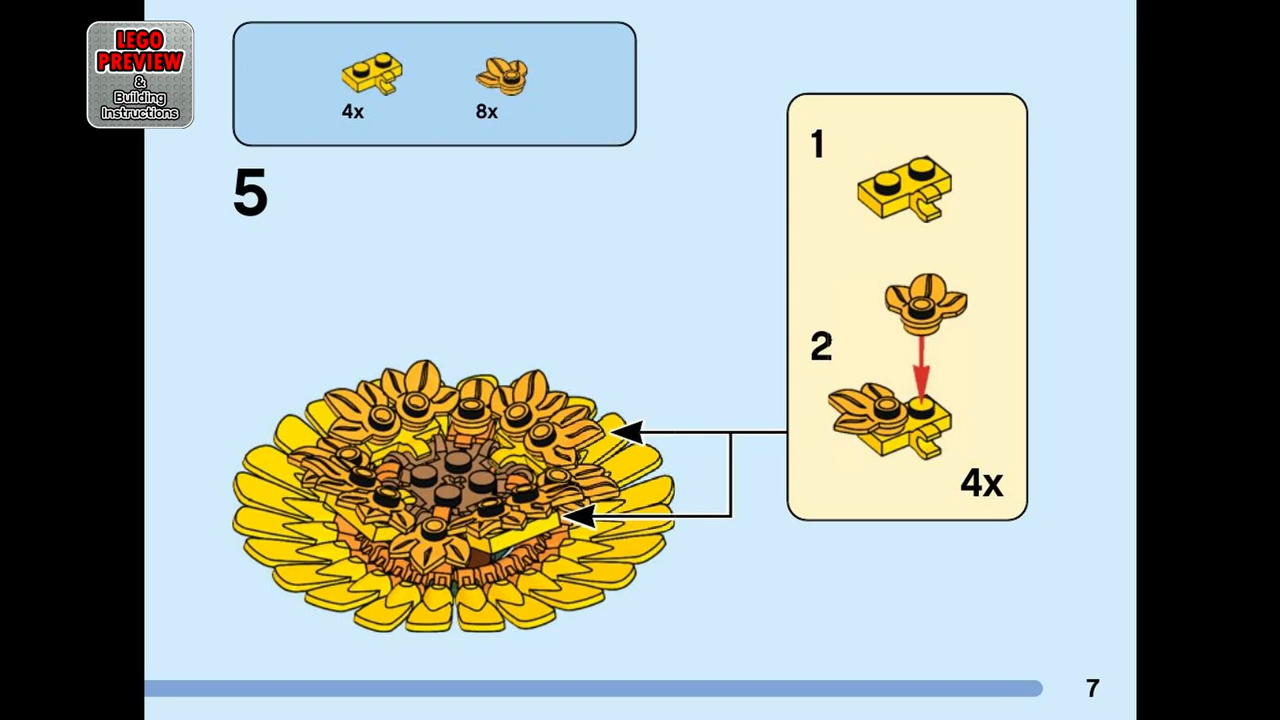 LEGO
PREVIEW
&
Building
Instructions
4x
8x
5
1
2
4x
7